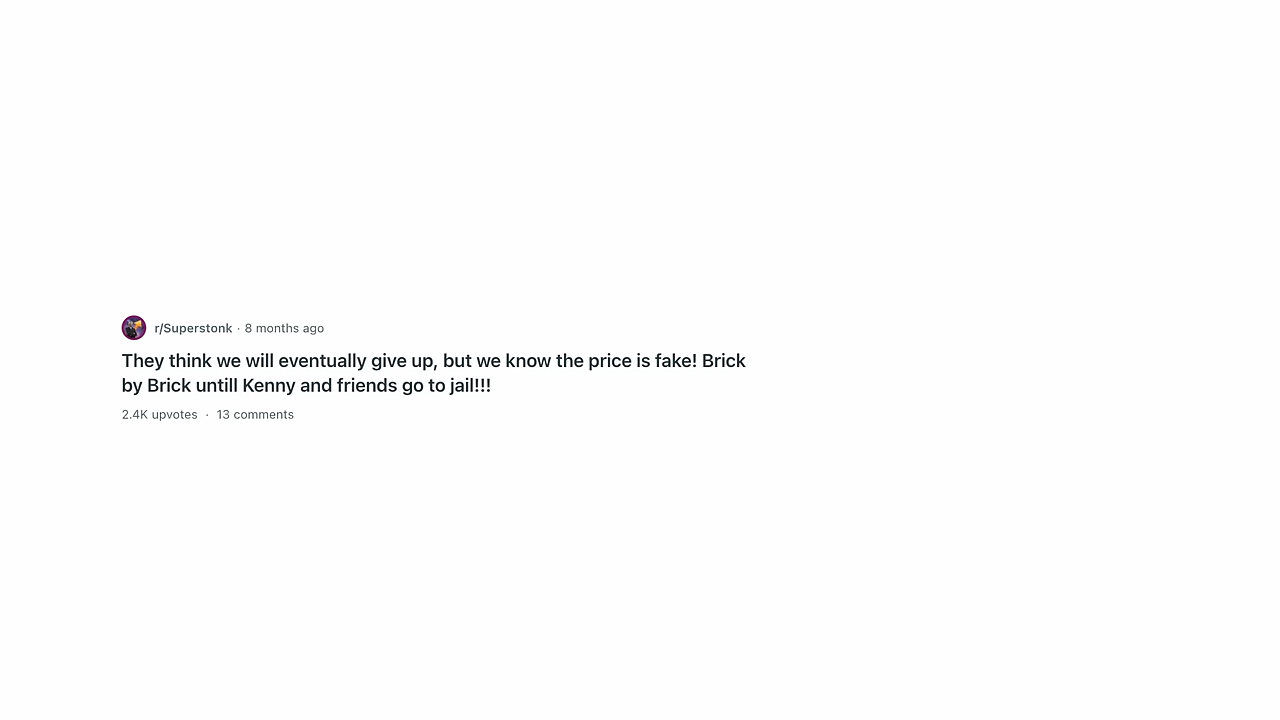 r/Superstonk · 8 months ago
They think we will eventually give up, but we know the price is fake! Brick
by Brick untill Kenny and friends go to jail!!!
2.4K upvotes · 13 comments